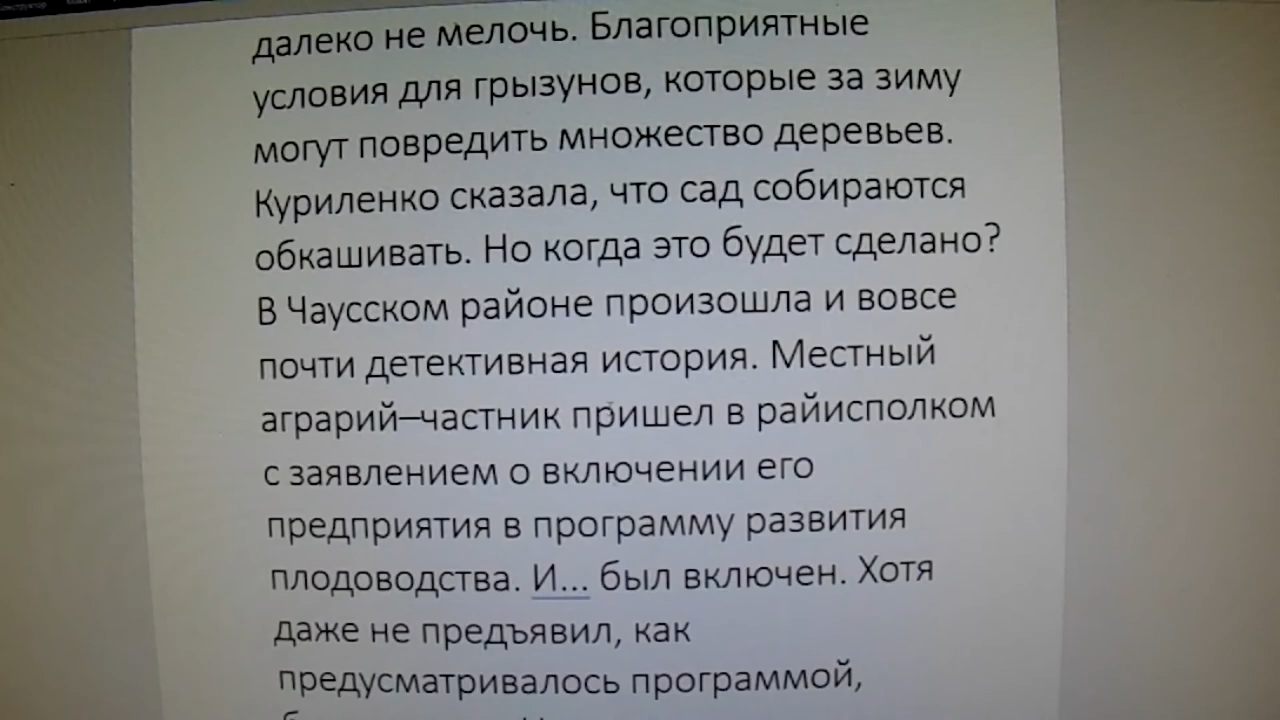 далеко не мелочь. Благоприятные
условия для грызунов, которые за зиму
могут повредить множество деревьев.
Куриленко сказала, что сад собираются
обкашивать. Но когда это будет сделано?
В Чаусском районе произошла и вовсе
почти детективная история. Местный
аграрий—частник пришел в райисполком
с заявлением о включении его
предприятия в программу развития
плодоводства. И... был включен. Хотя
даже не предъявил, как
предусматривалось программой,